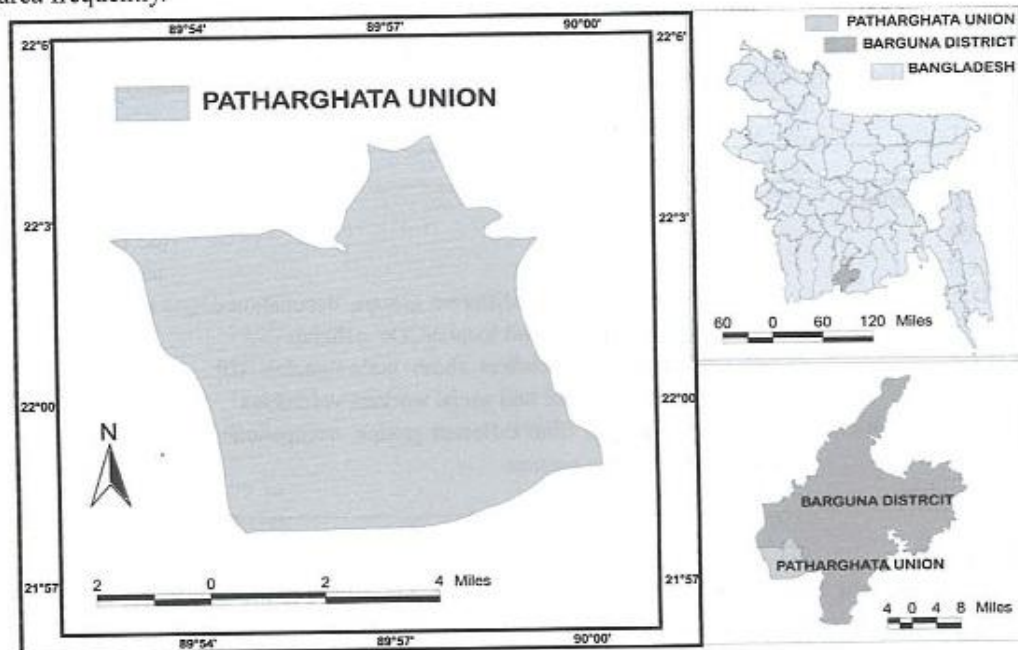 area frequently.
89°54' 89°57' 90°00'
22°6' 22°6'
PATHARGHATA UNION
22°3' 22°3'
22°00' 22°00'
N
2 0 2 4 Miles
21°57' 21°57'
89°54' 89°57' 90°00'
PATHARGHATA UNION
BARGUNA DISTRICT
BANGLADESH
60 0 60 120 Miles
BARGUNA DISTRCIT
PATHARGHATA UNION
4 0 4 8 Miles